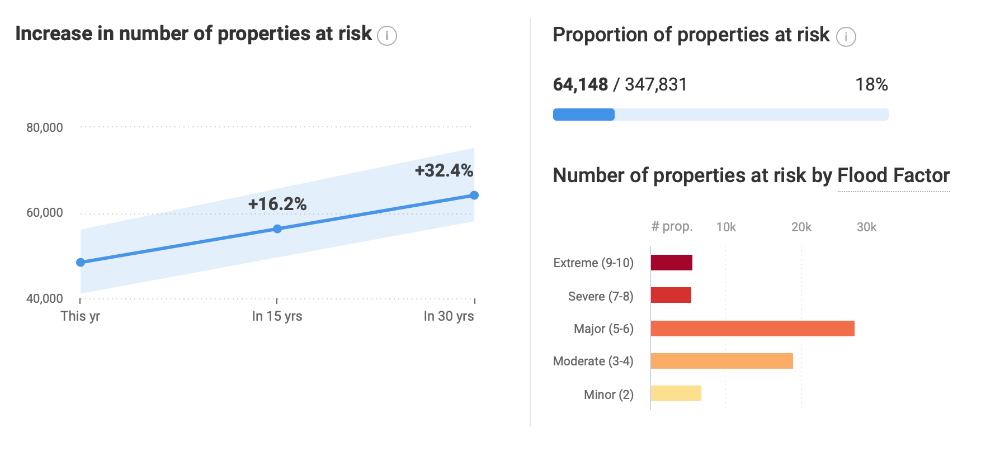 Increase in number of properties at risk i
80,000
60,000
40,000
+16.2%
+32.4%
This yr
In 15 yrs
In 30 yrs
Proportion of properties at risk i
64,148 / 347,831 18%
Number of properties at risk by Flood Factor
# prop. 10k 20k 30k
Extreme (9-10)
Severe (7-8)
Major (5-6)
Moderate (3-4)
Minor (2)